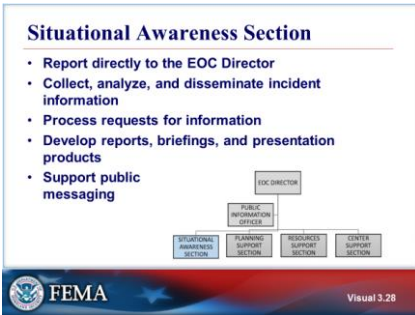 Situational Awareness Section
• Report directly to the EOC Director
• Collect, analyze, and disseminate incident
information
• Process requests for information
• Develop reports, briefings, and presentation
products
• Support public
messaging
EOC DIRECTOR
PUBLIC
INFORMATION
OFFICER
SITUATIONAL
AWARENESS
SECTION
PLANNING
SUPPORT
SECTION
RESOURCES
SUPPORT
SECTION
CENTER
SUPPORT
SECTION
FEMA
Visual 3.28